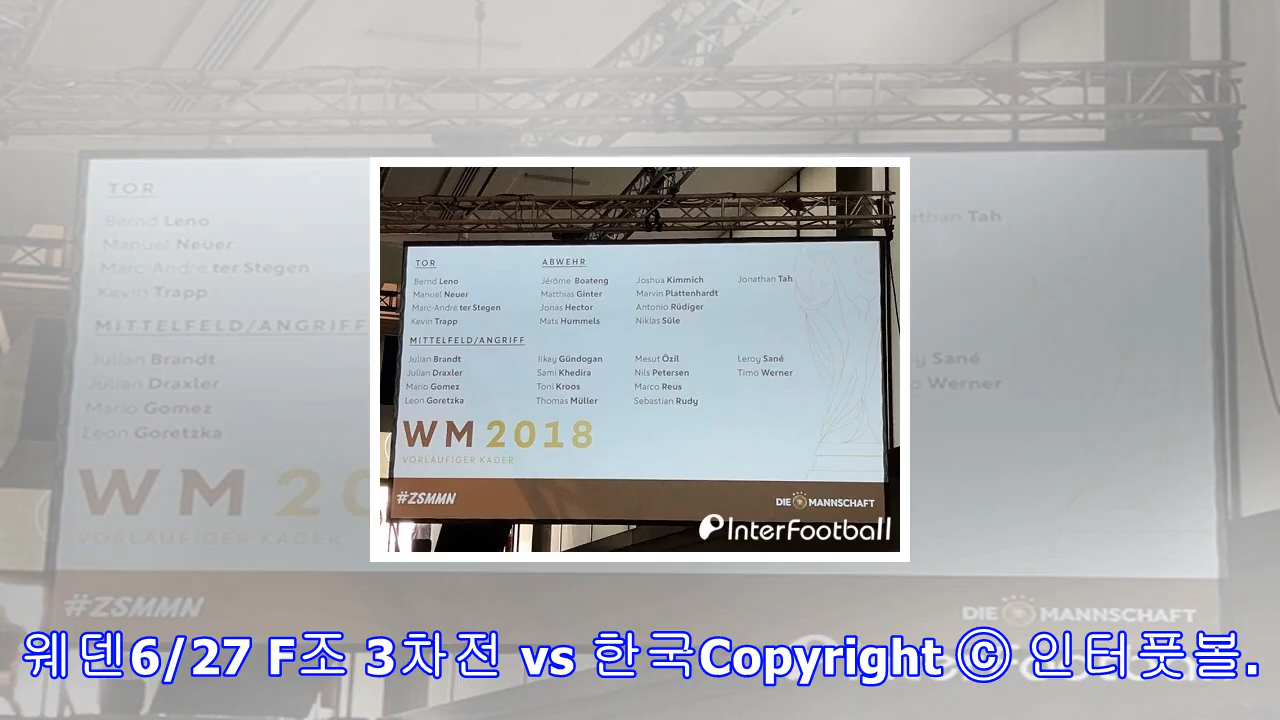 TOR
Bernd Leno
Manuel Neuer
Marc-André ter Stegen
Kevin Trapp
ABWEHR
Jérôme Boateng
Matthias Ginter
Jonas Hector
Mats Hummels
Joshua Kimmich
Marvin Plattenhardt
Antonio Rüdiger
Niklas Süle
Jonathan Tah
MITTELFELD/ANGRIFF
Julian Brandt
Julian Draxler
Mario Gomez
Leon Goretzka
Ilkay Gündogan
Sami Khedira
Toni Kroos
Thomas Müller
Mesut Özil
Nils Petersen
Marco Reus
Sebastian Rudy
Leroy Sané
Timo Werner
WM 2018
VORLÄUFIGER KADER
#ZSMMN
DIE MANNSCHAFT
InterFootball
웨덴6/27 F조 3차전 vs 한국Copyright ⓒ 인터풋볼.